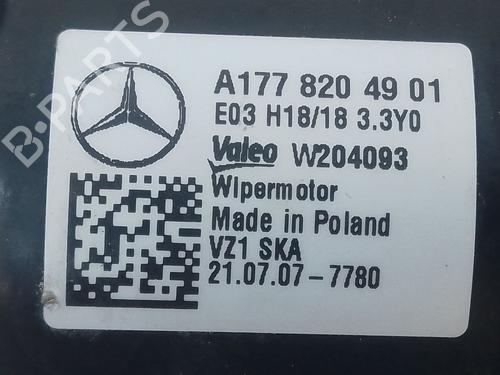 B-PARTS
A177 820 49 01
E03 H18/18 3.3Y0
Valeo W204093
Wlpermotor
Made in Poland
VZ1 SKA
21.07.07-7780